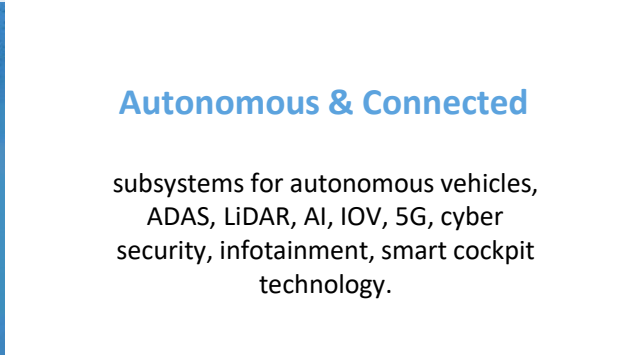 Autonomous & Connected
subsystems for autonomous vehicles,
ADAS, LiDAR, AI, IOV, 5G, cyber
security, infotainment, smart cockpit
technology.